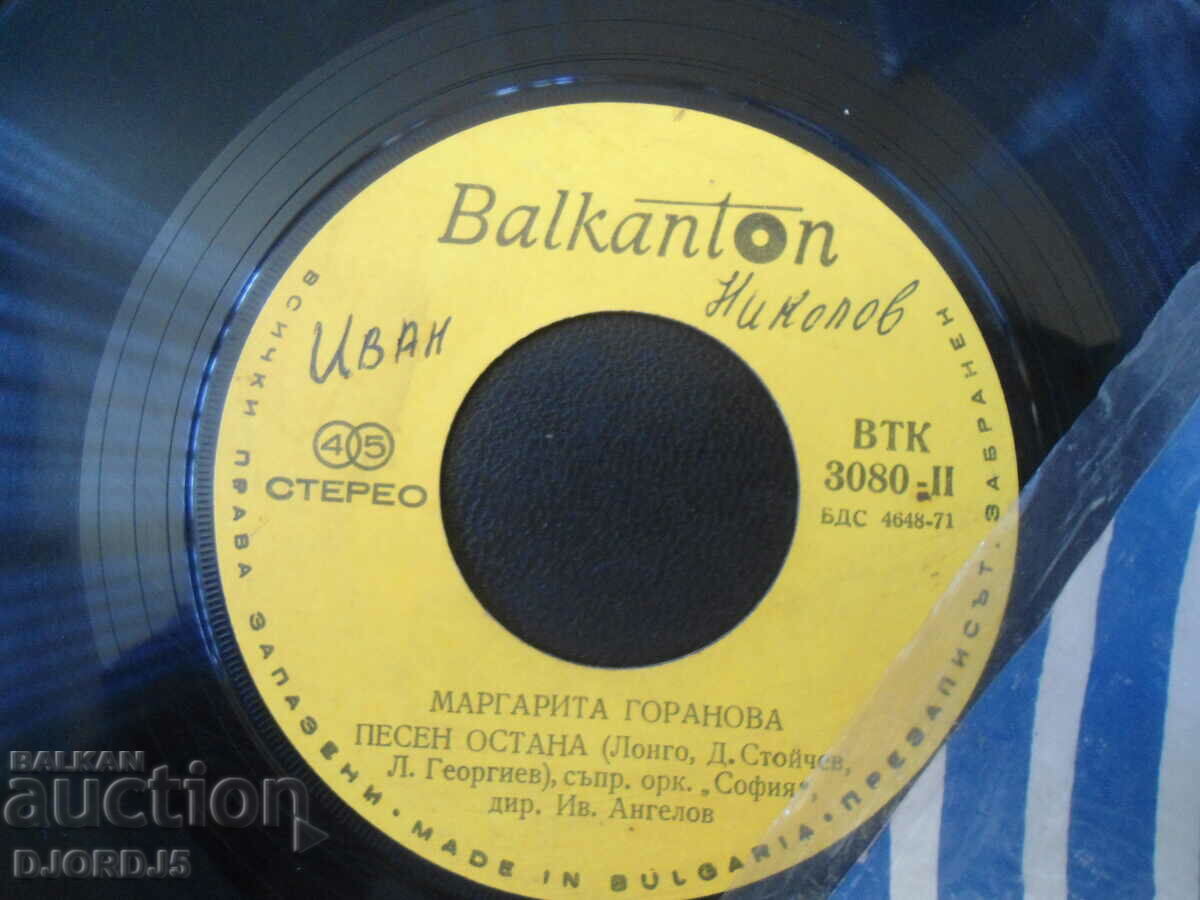 Balkanton
Иван
Николов
45
СТЕРЕО
ВТК
3080-II
БДС 4648-71
МАРГАРИТА ГОРАНОВА
ПЕСЕН ОСТАНА (Лонго, Д. Стойчев,
Л. Георгиев), съпр. орк. „София“,
дир. Ив. Ангелов
ВСИЧКИ ПРАВА ЗАПАЗЕНИ · MADE IN BULGARIA · ПРЕЗАПИСЪТ ЗАБРАНЕН
BALKAN
auction
DJORDJ5